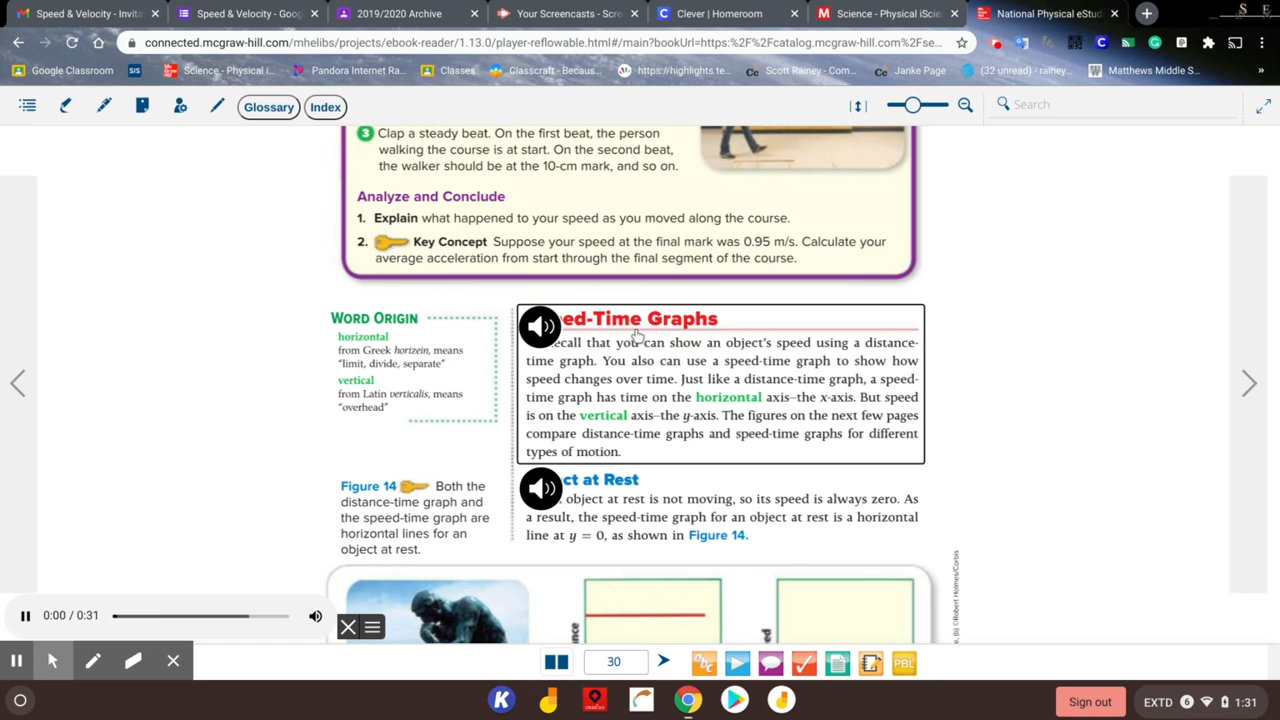 Speed & Velocity - Invita
Speed & Velocity - Goog
2019/2020 Archive
Your Screencasts - Scre
Clever | Homeroom
Science - Physical iScie
National Physical eStud
connected.mcgraw-hill.com/mhelibs/projects/ebook-reader/1.13.0/player-reflowable.html#/main?bookUrl=https:%2F%2Fcatalog.mcgraw-hill.com%2Fse...
Google Classroom
SIS
Science - Physical i...
Pandora Internet Ra...
Classes
Classcraft - Becaus...
https://highlights.te...
Cc Scott Rainey - Com...
Cc Janke Page
(32 unread) : rainey...
W Matthews Middle S...
»
Glossary
Index
Search
3 Clap a steady beat. On the first beat, the person
walking the course is at start. On the second beat,
the walker should be at the 10-cm mark, and so on.
Analyze and Conclude
1. Explain what happened to your speed as you moved along the course.
2. Key Concept Suppose your speed at the final mark was 0.95 m/s. Calculate your
average acceleration from start through the final segment of the course.
WORD ORIGIN
horizontal
from Greek horizein, means
“limit, divide, separate”
vertical
from Latin verticalis, means
“overhead”
ed-Time Graphs
ecall that you can show an object's speed using a distance-
time graph. You also can use a speed-time graph to show how
speed changes over time. Just like a distance-time graph, a speed-
time graph has time on the horizontal axis—the x-axis. But speed
is on the vertical axis—the y-axis. The figures on the next few pages
compare distance-time graphs and speed-time graphs for different
types of motion.
Figure 14 Both the
distance-time graph and
the speed-time graph are
horizontal lines for an
object at rest.
ct at Rest
object at rest is not moving, so its speed is always zero. As
a result, the speed-time graph for an object at rest is a horizontal
line at y = 0, as shown in Figure 14.
(b) ©Robert Holmes/Corbis
ance
ed
0:00 / 0:31
30
abc
PBL
K
Sign out
EXTD
6
1:31